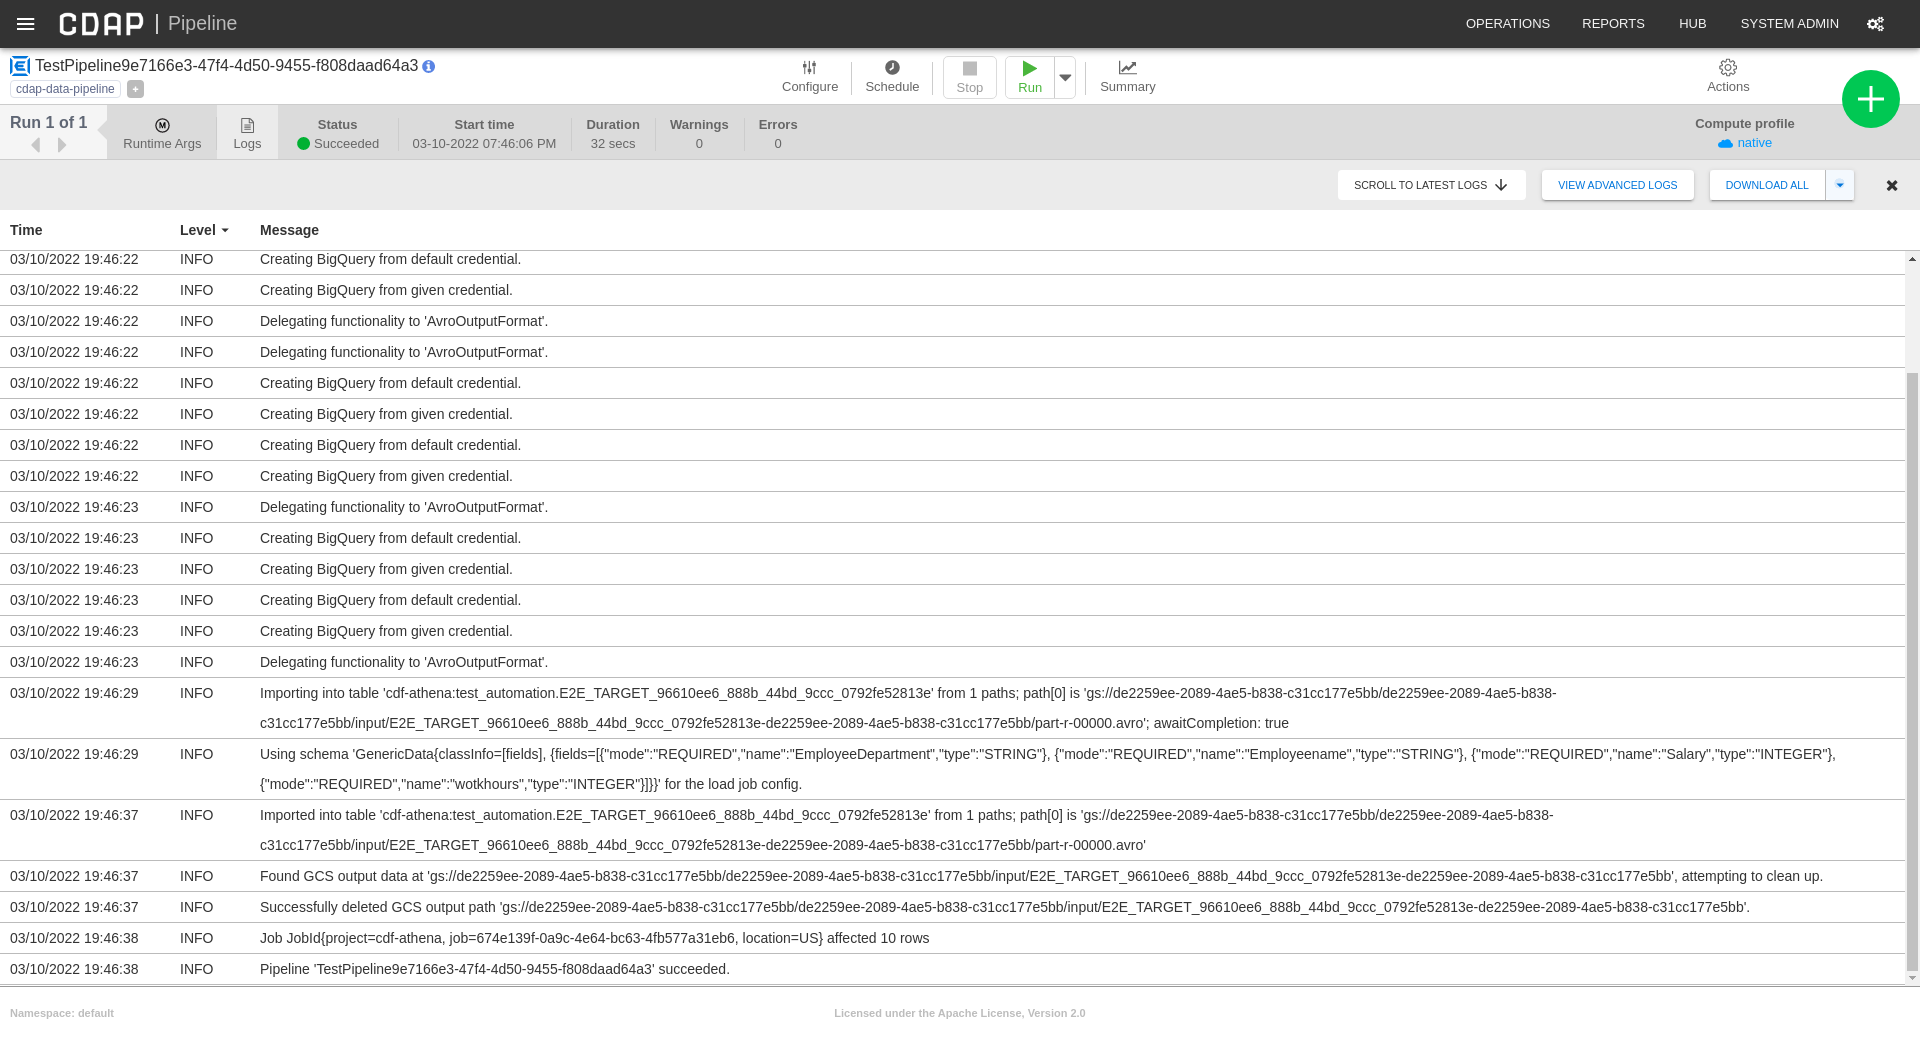 CDAP | Pipeline
OPERATIONS REPORTS HUB SYSTEM ADMIN
TestPipeline9e7166e3-47f4-4d50-9455-f808daad64a3
cdap-data-pipeline +
Configure Schedule Stop Run Summary Actions
Run 1 of 1
Runtime Args Logs
Status Start time Duration Warnings Errors Compute profile
Succeeded 03-10-2022 07:46:06 PM 32 secs 0 0 native
SCROLL TO LATEST LOGS VIEW ADVANCED LOGS DOWNLOAD ALL
Time Level Message
03/10/2022 19:46:22 INFO Creating BigQuery from default credential.
03/10/2022 19:46:22 INFO Creating BigQuery from given credential.
03/10/2022 19:46:22 INFO Delegating functionality to 'AvroOutputFormat'.
03/10/2022 19:46:22 INFO Delegating functionality to 'AvroOutputFormat'.
03/10/2022 19:46:22 INFO Creating BigQuery from default credential.
03/10/2022 19:46:22 INFO Creating BigQuery from given credential.
03/10/2022 19:46:22 INFO Creating BigQuery from default credential.
03/10/2022 19:46:22 INFO Creating BigQuery from given credential.
03/10/2022 19:46:23 INFO Delegating functionality to 'AvroOutputFormat'.
03/10/2022 19:46:23 INFO Creating BigQuery from default credential.
03/10/2022 19:46:23 INFO Creating BigQuery from given credential.
03/10/2022 19:46:23 INFO Creating BigQuery from default credential.
03/10/2022 19:46:23 INFO Creating BigQuery from given credential.
03/10/2022 19:46:23 INFO Delegating functionality to 'AvroOutputFormat'.
03/10/2022 19:46:29 INFO Importing into table 'cdf-athena:test_automation.E2E_TARGET_96610ee6_888b_44bd_9ccc_0792fe52813e' from 1 paths; path[0] is 'gs://de2259ee-2089-4ae5-b838-c31cc177e5bb/de2259ee-2089-4ae5-b838-
c31cc177e5bb/input/E2E_TARGET_96610ee6_888b_44bd_9ccc_0792fe52813e-de2259ee-2089-4ae5-b838-c31cc177e5bb/part-r-00000.avro'; awaitCompletion: true
03/10/2022 19:46:29 INFO Using schema 'GenericData{classInfo=[fields], {fields=[{"mode":"REQUIRED","name":"EmployeeDepartment","type":"STRING"}, {"mode":"REQUIRED","name":"Employeename","type":"STRING"}, {"mode":"REQUIRED","name":"Salary","type":"INTEGER"},
{"mode":"REQUIRED","name":"wotkhours","type":"INTEGER"}]}}' for the load job config.
03/10/2022 19:46:37 INFO Imported into table 'cdf-athena:test_automation.E2E_TARGET_96610ee6_888b_44bd_9ccc_0792fe52813e' from 1 paths; path[0] is 'gs://de2259ee-2089-4ae5-b838-c31cc177e5bb/de2259ee-2089-4ae5-b838-
c31cc177e5bb/input/E2E_TARGET_96610ee6_888b_44bd_9ccc_0792fe52813e-de2259ee-2089-4ae5-b838-c31cc177e5bb/part-r-00000.avro'
03/10/2022 19:46:37 INFO Found GCS output data at 'gs://de2259ee-2089-4ae5-b838-c31cc177e5bb/de2259ee-2089-4ae5-b838-c31cc177e5bb/input/E2E_TARGET_96610ee6_888b_44bd_9ccc_0792fe52813e-de2259ee-2089-4ae5-b838-c31cc177e5bb', attempting to clean up.
03/10/2022 19:46:37 INFO Successfully deleted GCS output path 'gs://de2259ee-2089-4ae5-b838-c31cc177e5bb/de2259ee-2089-4ae5-b838-c31cc177e5bb/input/E2E_TARGET_96610ee6_888b_44bd_9ccc_0792fe52813e-de2259ee-2089-4ae5-b838-c31cc177e5bb'.
03/10/2022 19:46:38 INFO Job JobId{project=cdf-athena, job=674e139f-0a9c-4e64-bc63-4fb577a31eb6, location=US} affected 10 rows
03/10/2022 19:46:38 INFO Pipeline 'TestPipeline9e7166e3-47f4-4d50-9455-f808daad64a3' succeeded.
Namespace: default Licensed under the Apache License, Version 2.0